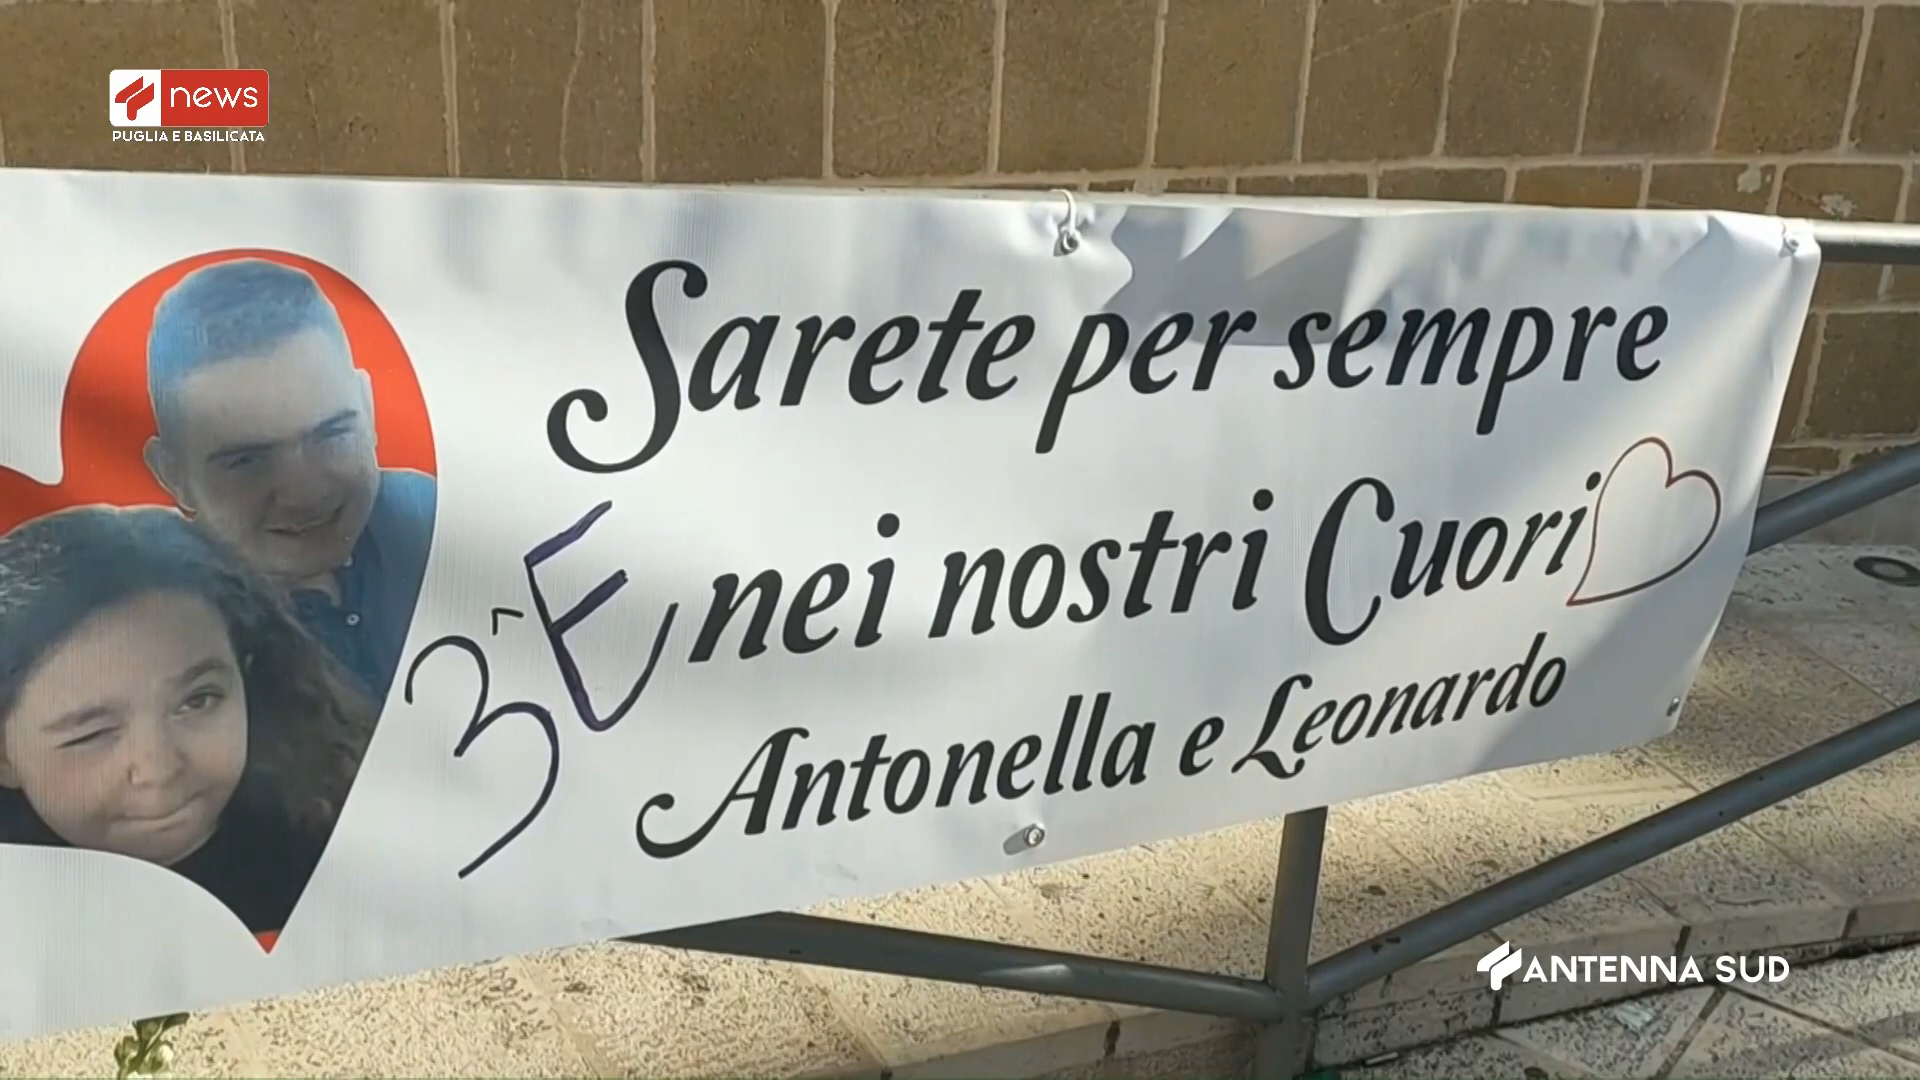 news
PUGLIA E BASILICATA
Sarete per sempre
nei nostri Cuori
3^E
Antonella e Leonardo
ANTENNA SUD